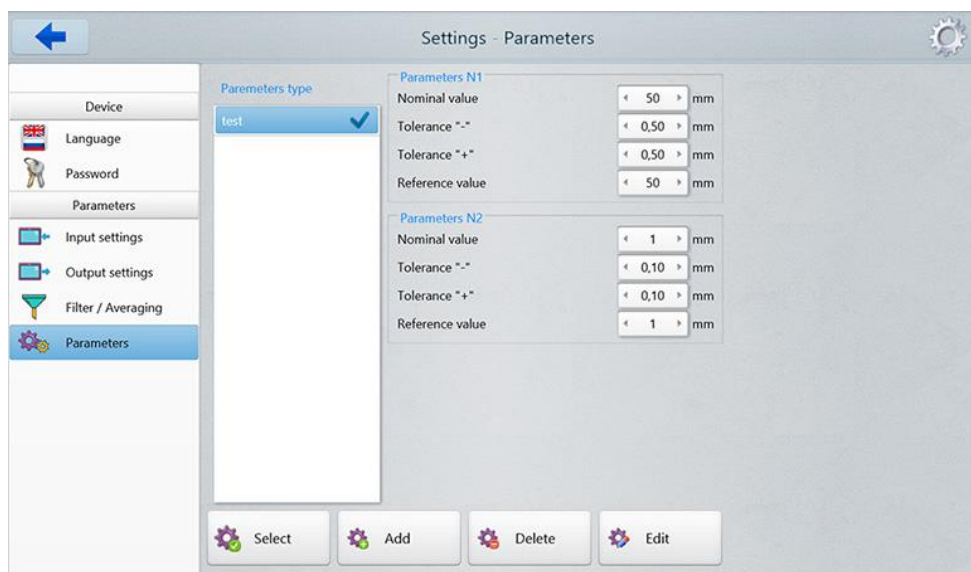 Settings - Parameters
Device
Language
Password
Parameters
Input settings
Output settings
Filter / Averaging
Parameters
Paremeters type
test
Parameters N1
Nominal value 50 mm
Tolerance "-" 0,50 mm
Tolerance "+" 0,50 mm
Reference value 50 mm
Parameters N2
Nominal value 1 mm
Tolerance "-" 0,10 mm
Tolerance "+" 0,10 mm
Reference value 1 mm
Select Add Delete Edit